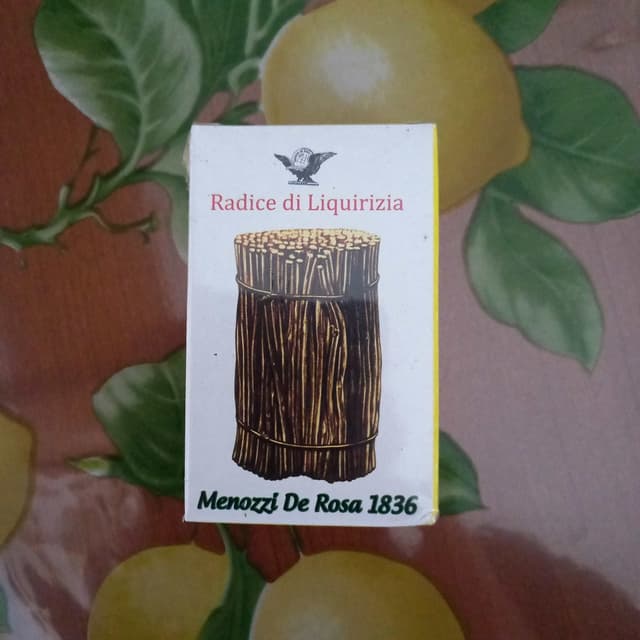 Radice di Liquirizia
Menozzi De Rosa 1836